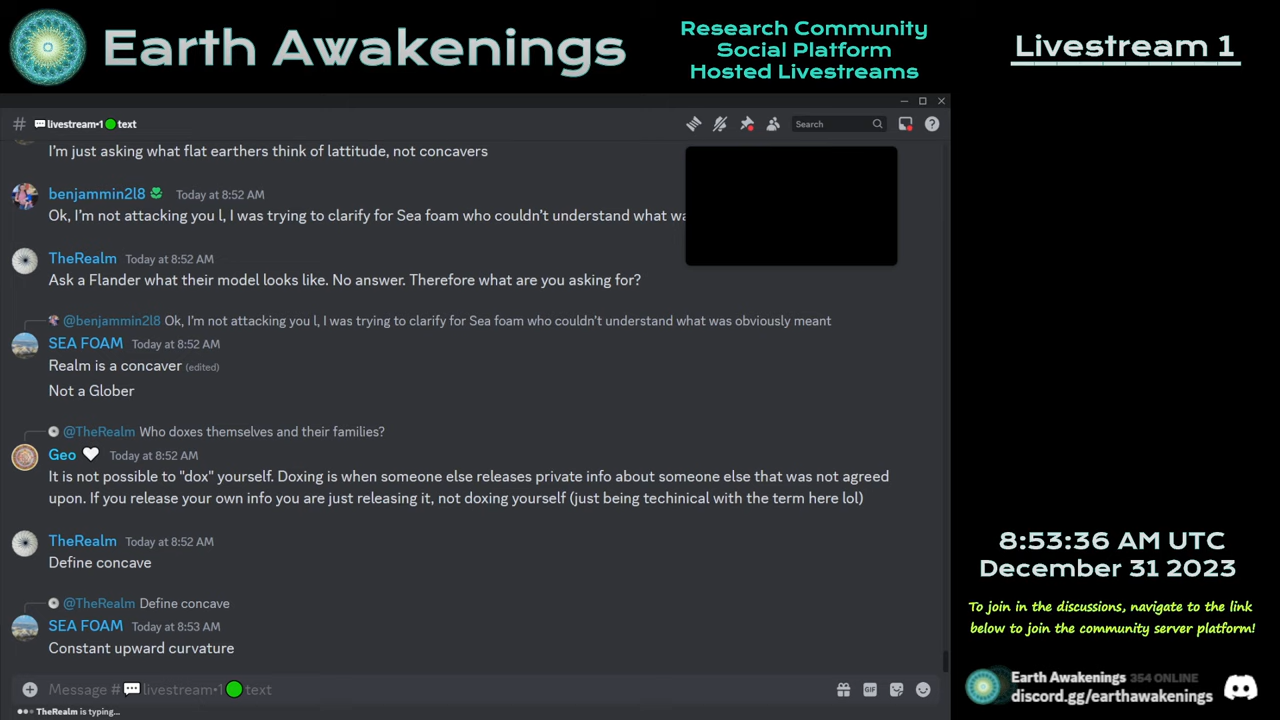 Earth Awakenings
Research Community
Social Platform
Hosted Livestreams
Livestream 1
# livestream•1 text
Search
I'm just asking what flat earthers think of lattitude, not concavers
benjammin2l8 Today at 8:52 AM
Ok, I'm not attacking you l, I was trying to clarify for Sea foam who couldn't understand what
TheRealm Today at 8:52 AM
Ask a Flander what their model looks like. No answer. Therefore what are you asking for?
@benjammin2l8 Ok, I'm not attacking you l, I was trying to clarify for Sea foam who couldn't understand what was obviously meant
SEA FOAM Today at 8:52 AM
Realm is a concaver (edited)
Not a Glober
@TheRealm Who doxes themselves and their families?
Geo Today at 8:52 AM
It is not possible to "dox" yourself. Doxing is when someone else releases private info about someone else that was not agreed
upon. If you release your own info you are just releasing it, not doxing yourself (just being techinical with the term here lol)
TheRealm Today at 8:52 AM
Define concave
@TheRealm Define concave
SEA FOAM Today at 8:53 AM
Constant upward curvature
Message # livestream•1 text
GIF
TheRealm is typing...
8:53:36 AM UTC
December 31 2023
To join in the discussions, navigate to the link
below to join the community server platform!
Earth Awakenings 354 ONLINE
discord.gg/earthawakenings